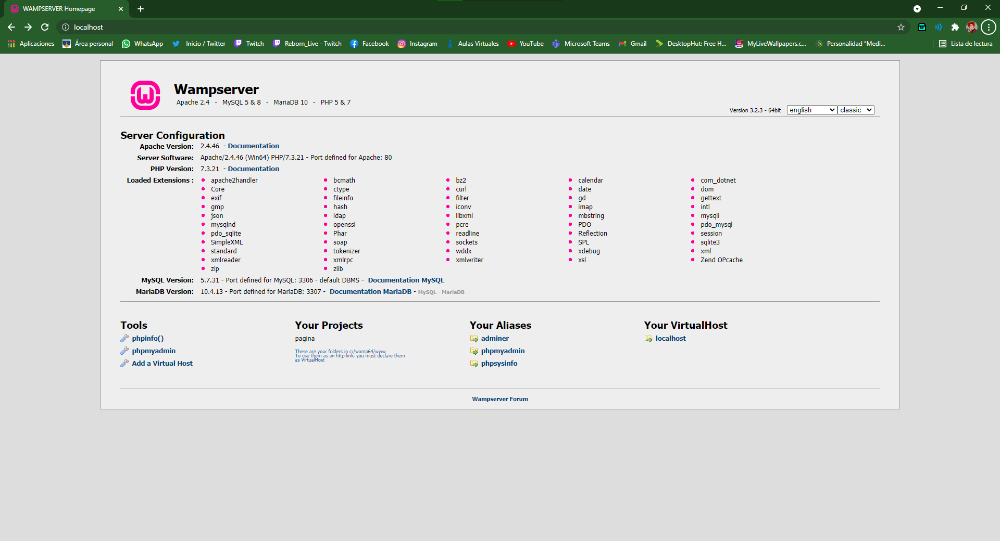 WAMPSERVER Homepage
localhost
Aplicaciones Área personal WhatsApp Inicio / Twitter Twitch Reborn_Live - Twitch Facebook Instagram Aulas Virtuales YouTube Microsoft Teams Gmail DesktopHut: Free H... MyLiveWallpapers.c... Personalidad “Medi... Lista de lectura
Wampserver
Apache 2.4 - MySQL 5 & 8 - MariaDB 10 - PHP 5 & 7
Version 3.2.3 - 64bit english classic
Server Configuration
Apache Version: 2.4.46 - Documentation
Server Software: Apache/2.4.46 (Win64) PHP/7.3.21 - Port defined for Apache: 80
PHP Version: 7.3.21 - Documentation
Loaded Extensions : apache2handler bcmath bz2 calendar com_dotnet
Core ctype curl date dom
exif fileinfo filter gd gettext
gmp hash iconv imap intl
json ldap libxml mbstring mysqli
mysqlnd openssl pcre PDO pdo_mysql
pdo_sqlite Phar readline Reflection session
SimpleXML soap sockets SPL sqlite3
standard tokenizer wddx xdebug xml
xmlreader xmlrpc xmlwriter xsl Zend OPcache
zip zlib
MySQL Version: 5.7.31 - Port defined for MySQL: 3306 - default DBMS - Documentation MySQL
MariaDB Version: 10.4.13 - Port defined for MariaDB: 3307 - Documentation MariaDB - MySQL - MariaDB
Tools
phpinfo()
phpmyadmin
Add a Virtual Host
Your Projects
pagina
These are your folders in c:/wamp64/www
To use them as an http link, you must declare them
as VirtualHost
Your Aliases
adminer
phpmyadmin
phpsysinfo
Your VirtualHost
localhost
Wampserver Forum